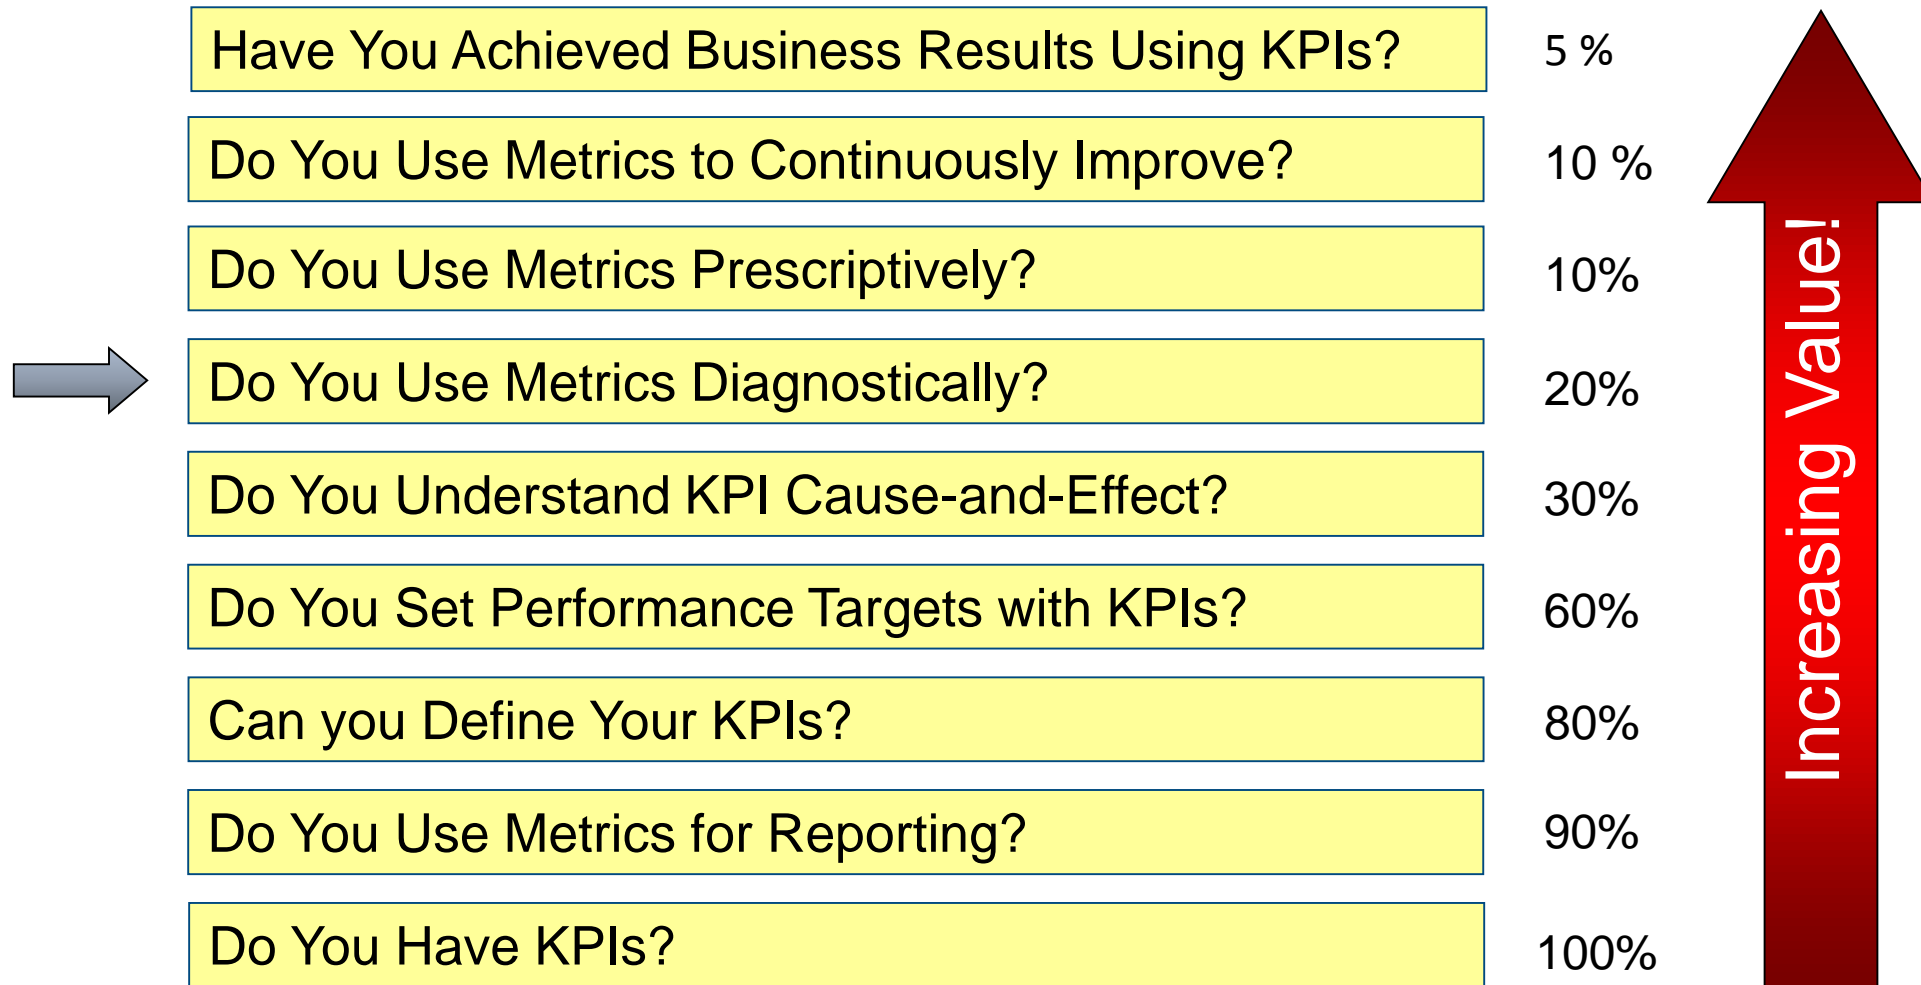 Have You Achieved Business Results Using KPIs? 5 %
Do You Use Metrics to Continuously Improve? 10 %
Do You Use Metrics Prescriptively? 10%
Do You Use Metrics Diagnostically? 20%
Do You Understand KPI Cause-and-Effect? 30%
Do You Set Performance Targets with KPIs? 60%
Can you Define Your KPIs? 80%
Do You Use Metrics for Reporting? 90%
Do You Have KPIs? 100%
Increasing Value!